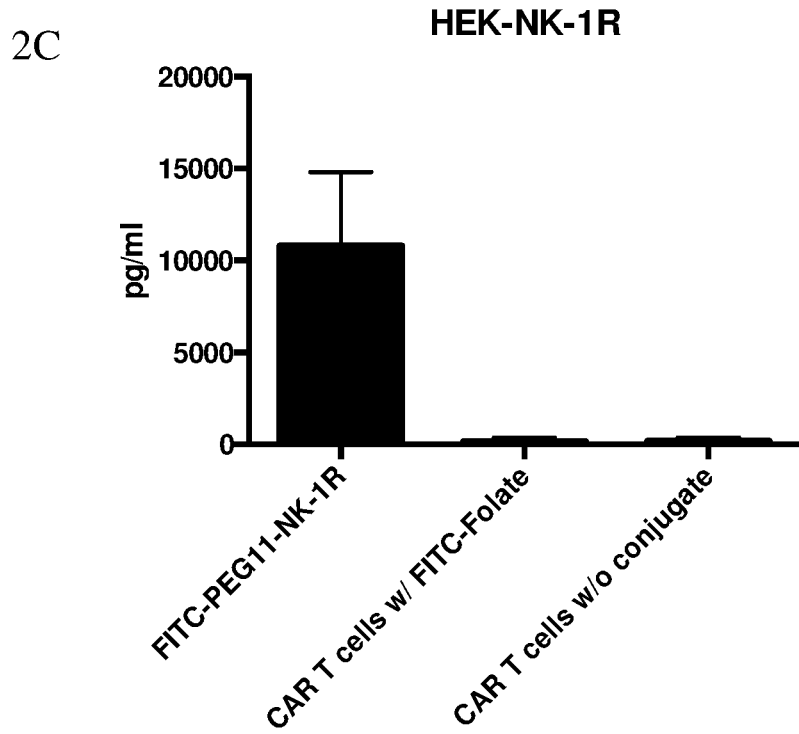 2C
HEK-NK-1R
pg/ml
20000
15000
10000
5000
0
FITC-PEG11-NK-1R
CAR T cells w/ FITC-Folate
CAR T cells w/o conjugate